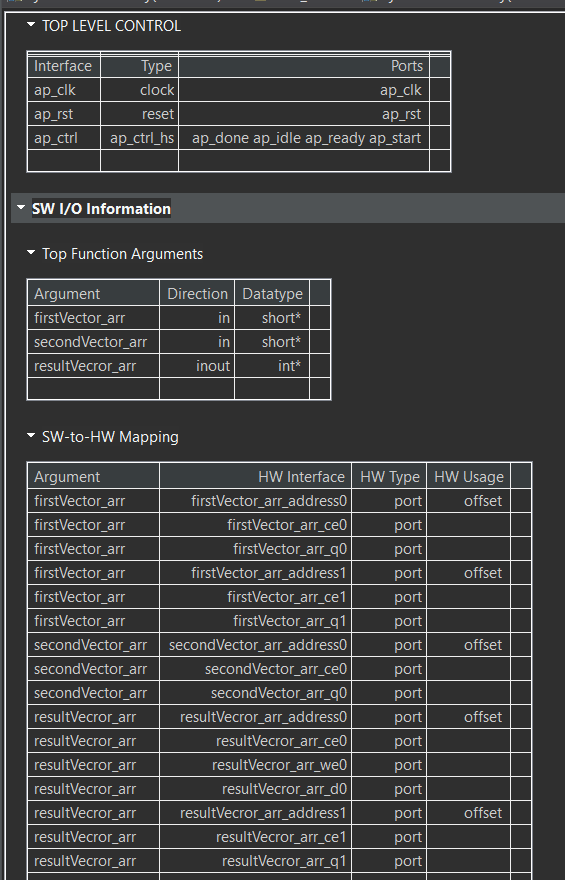 TOP LEVEL CONTROL
Interface Type Ports
ap_clk clock ap_clk
ap_rst reset ap_rst
ap_ctrl ap_ctrl_hs ap_done ap_idle ap_ready ap_start
SW I/O Information
Top Function Arguments
Argument Direction Datatype
firstVector_arr in short*
secondVector_arr in short*
resultVecror_arr inout int*
SW-to-HW Mapping
Argument HW Interface HW Type HW Usage
firstVector_arr firstVector_arr_address0 port offset
firstVector_arr firstVector_arr_ce0 port
firstVector_arr firstVector_arr_q0 port
firstVector_arr firstVector_arr_address1 port offset
firstVector_arr firstVector_arr_ce1 port
firstVector_arr firstVector_arr_q1 port
secondVector_arr secondVector_arr_address0 port offset
secondVector_arr secondVector_arr_ce0 port
secondVector_arr secondVector_arr_q0 port
resultVecror_arr resultVecror_arr_address0 port offset
resultVecror_arr resultVecror_arr_ce0 port
resultVecror_arr resultVecror_arr_we0 port
resultVecror_arr resultVecror_arr_d0 port
resultVecror_arr resultVecror_arr_address1 port offset
resultVecror_arr resultVecror_arr_ce1 port
resultVecror_arr resultVecror_arr_q1 port